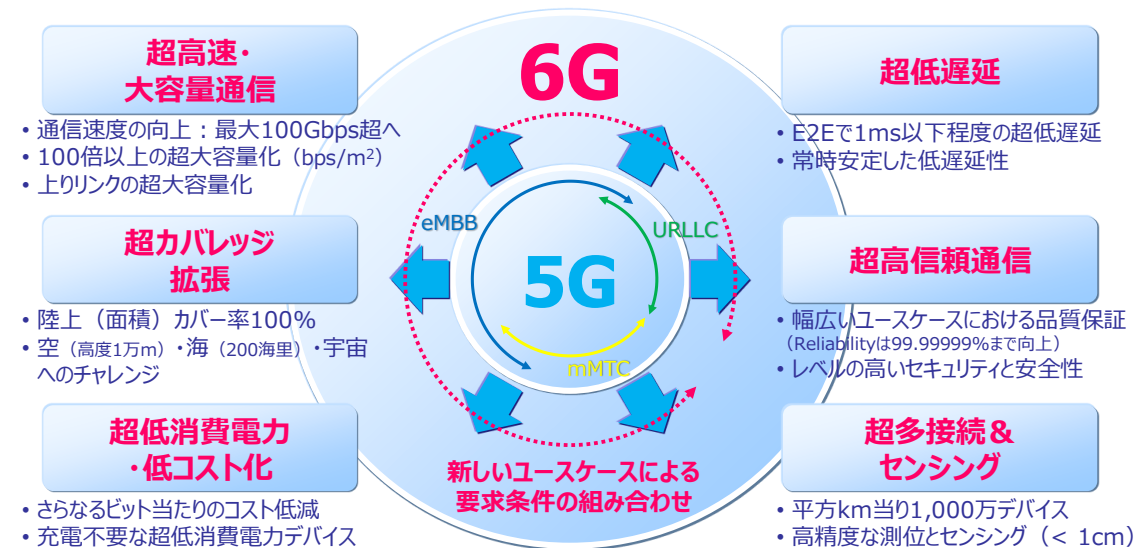 超高速・
大容量通信
• 通信速度の向上：最大100Gbps超へ
• 100倍以上の超大容量化（bps/m²）
• 上りリンクの超大容量化
超カバレッジ
拡張
• 陸上（面積）カバー率100%
• 空（高度1万m）・海（200海里）・宇宙
へのチャレンジ
超低消費電力
・低コスト化
• さらなるビット当たりのコスト低減
• 充電不要な超低消費電力デバイス
6G
eMBB
URLLC
5G
mMTC
新しいユースケースによる
要求条件の組み合わせ
超低遅延
• E2Eで1ms以下程度の超低遅延
• 常時安定した低遅延性
超高信頼通信
• 幅広いユースケースにおける品質保証
（Reliabilityは99.99999%まで向上）
• レベルの高いセキュリティと安全性
超多接続＆
センシング
• 平方km当り1,000万デバイス
• 高精度な測位とセンシング（< 1cm）